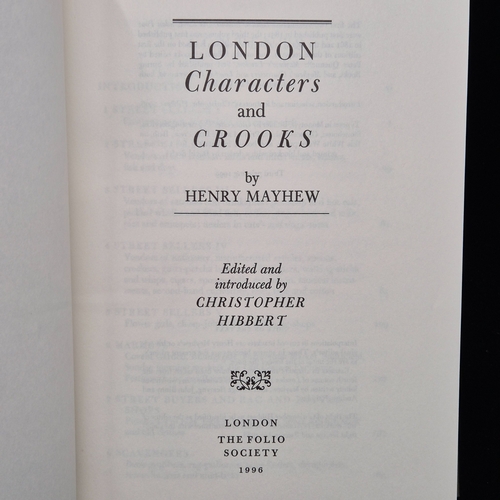 LONDON
Characters
and
CROOKS
by
HENRY MAYHEW
Edited and
introduced by
CHRISTOPHER
HIBBERT
LONDON
THE FOLIO
SOCIETY
1996